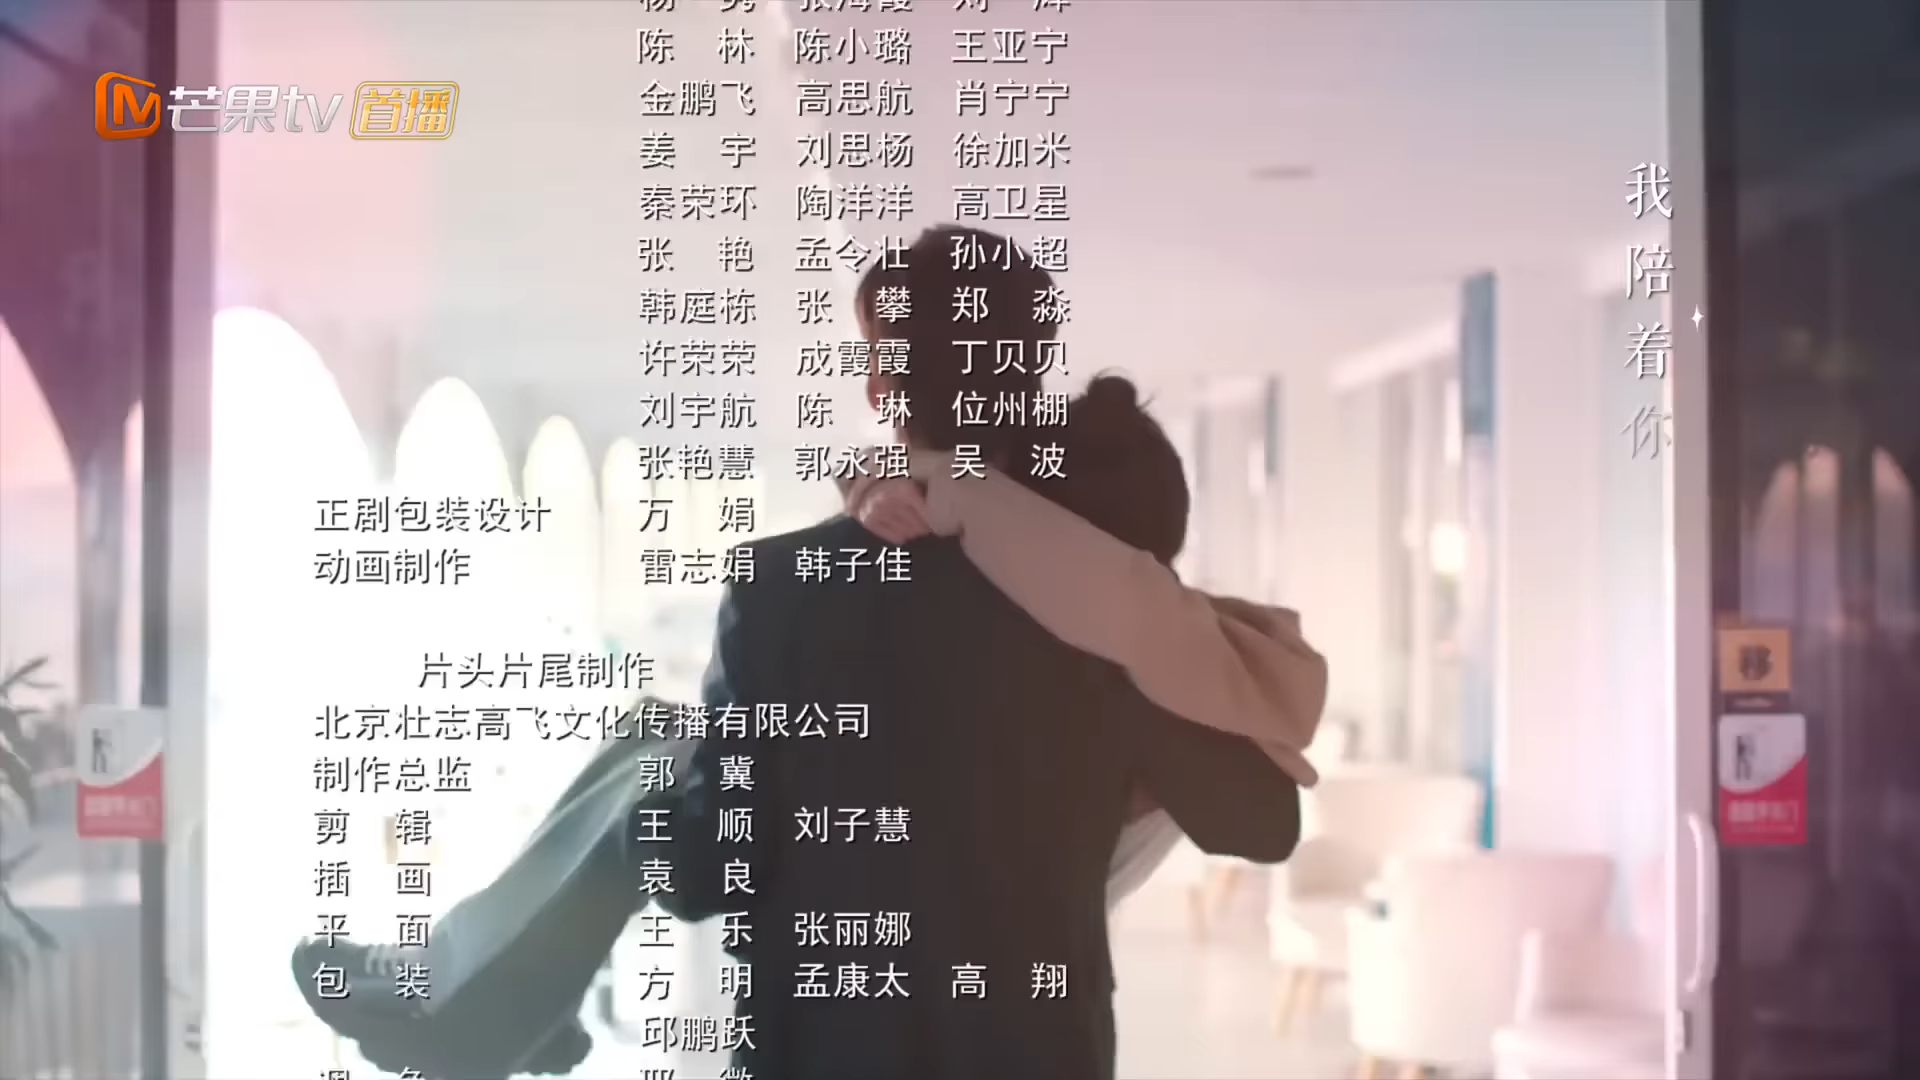 芒果tv 首播
陈 林 陈小璐 王亚宁
金鹏飞 高思航 肖宁宁
姜 宇 刘思杨 徐加米
秦荣环 陶洋洋 高卫星
张 艳 孟令壮 孙小超
韩庭栋 张 攀 郑 淼
许荣荣 成霞霞 丁贝贝
刘宇航 陈 琳 位州棚
张艳慧 郭永强 吴 波
正剧包装设计 万 娟
动画制作 雷志娟 韩子佳
片头片尾制作
北京壮志高飞文化传播有限公司
制作总监 郭 冀
剪 辑 王 顺 刘子慧
插 画 袁 良
平 面 王 乐 张丽娜
包 装 方 明 孟康太 高 翔
邱鹏跃
我陪着你
移